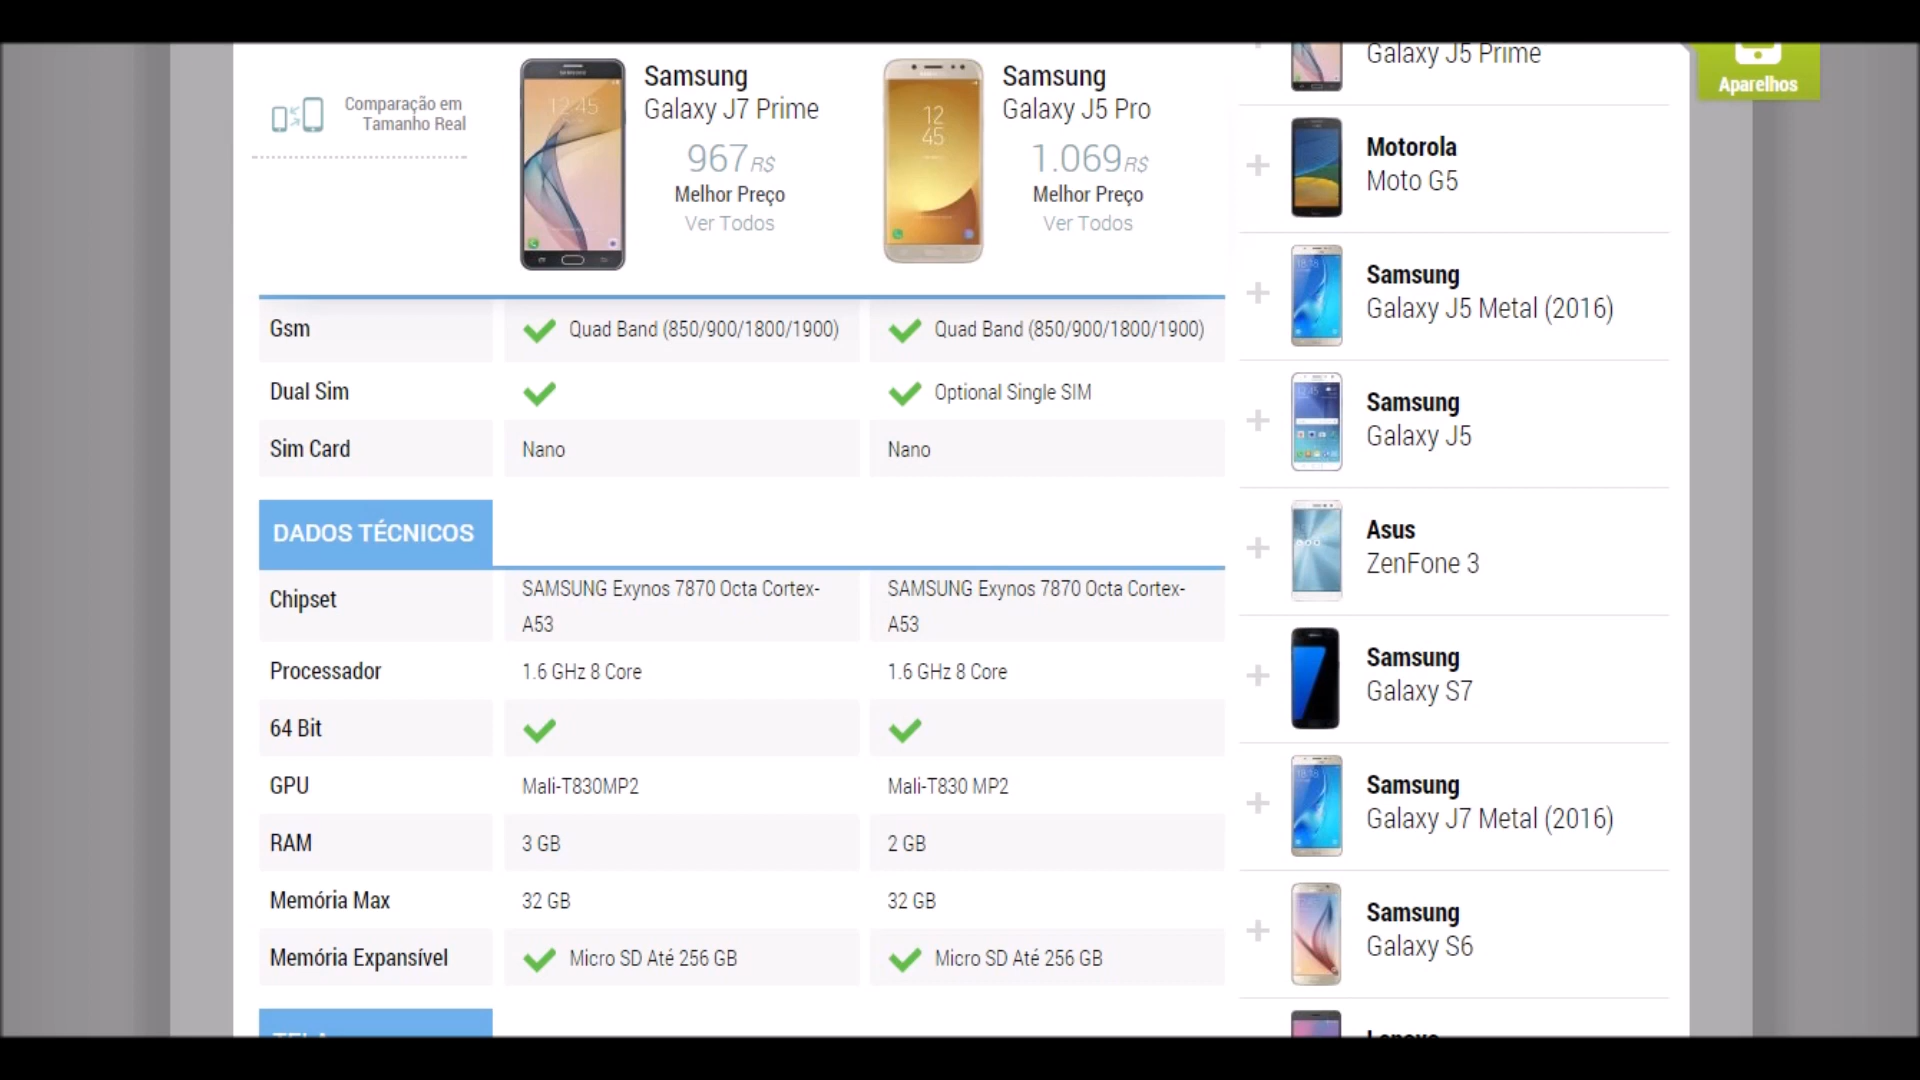 Comparação em
Tamanho Real
Samsung
Galaxy J7 Prime
967 R$
Melhor Preço
Ver Todos
Samsung
Galaxy J5 Pro
1.069 R$
Melhor Preço
Ver Todos
Gsm
Quad Band (850/900/1800/1900)
Quad Band (850/900/1800/1900)
Dual Sim
Optional Single SIM
Sim Card
Nano
Nano
DADOS TÉCNICOS
Chipset
SAMSUNG Exynos 7870 Octa Cortex-
A53
SAMSUNG Exynos 7870 Octa Cortex-
A53
Processador
1.6 GHz 8 Core
1.6 GHz 8 Core
64 Bit
GPU
Mali-T830MP2
Mali-T830 MP2
RAM
3 GB
2 GB
Memória Max
32 GB
32 GB
Memória Expansível
Micro SD Até 256 GB
Micro SD Até 256 GB
TELA
Galaxy J5 Prime
Motorola
Moto G5
Samsung
Galaxy J5 Metal (2016)
Samsung
Galaxy J5
Asus
ZenFone 3
Samsung
Galaxy S7
Samsung
Galaxy J7 Metal (2016)
Samsung
Galaxy S6
Lenovo
Aparelhos